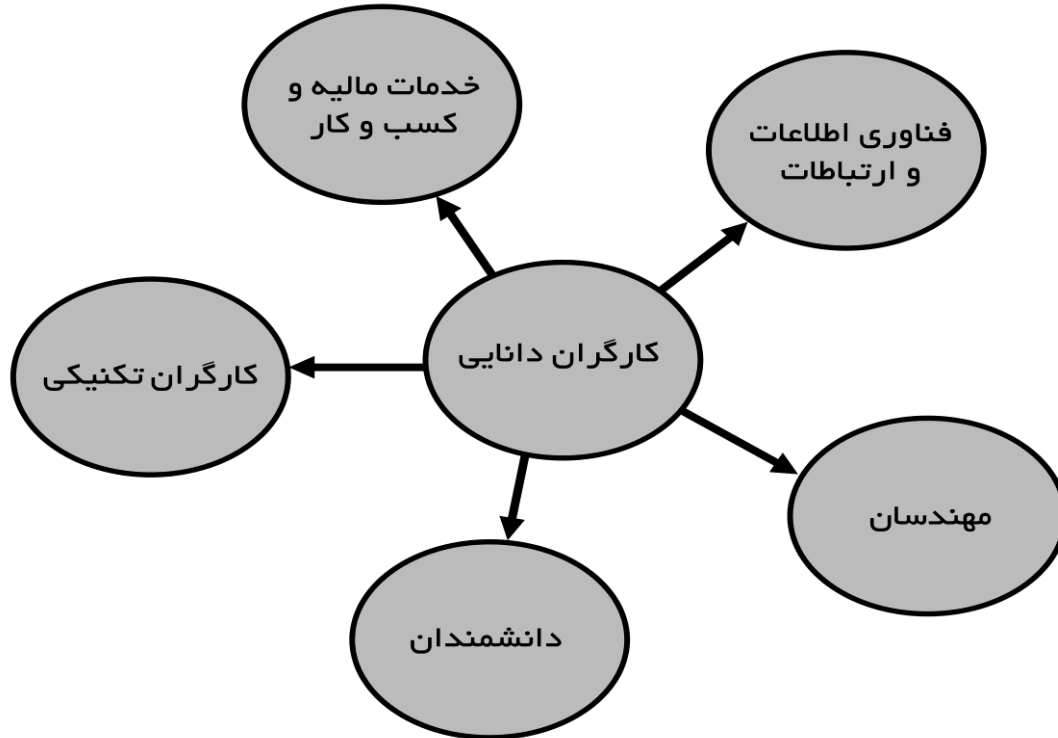 خدمات مالیه و
کسب و کار
فناوری اطلاعات
و ارتباطات
کارگران دانایی
کارگران تکنیکی
مهندسان
دانشمندان